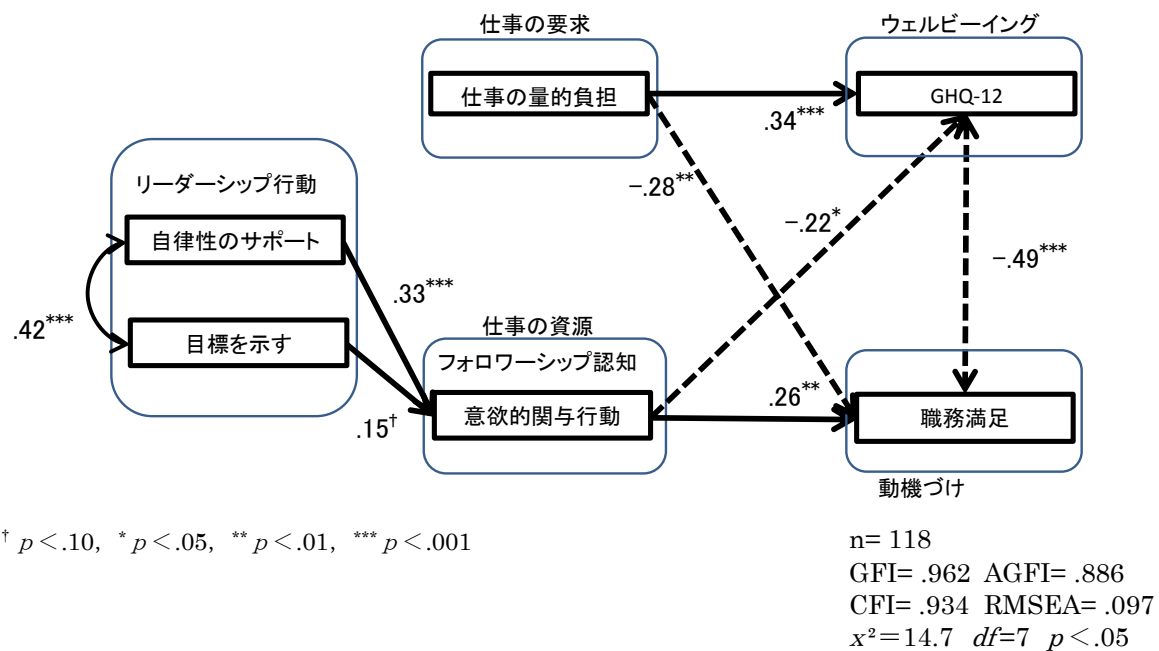 仕事の要求
ウェルビーイング
仕事の量的負担
GHQ-12
.34***
リーダーシップ行動
−.28**
自律性のサポート
−.22*
−.49***
.33***
.42***
目標を示す
仕事の資源
フォロワーシップ認知
.26**
意欲的関与行動
職務満足
.15†
動機づけ
† p＜.10, * p＜.05, ** p＜.01, *** p＜.001
n= 118
GFI= .962 AGFI= .886
CFI= .934 RMSEA= .097
x²＝14.7 df=7 p＜.05